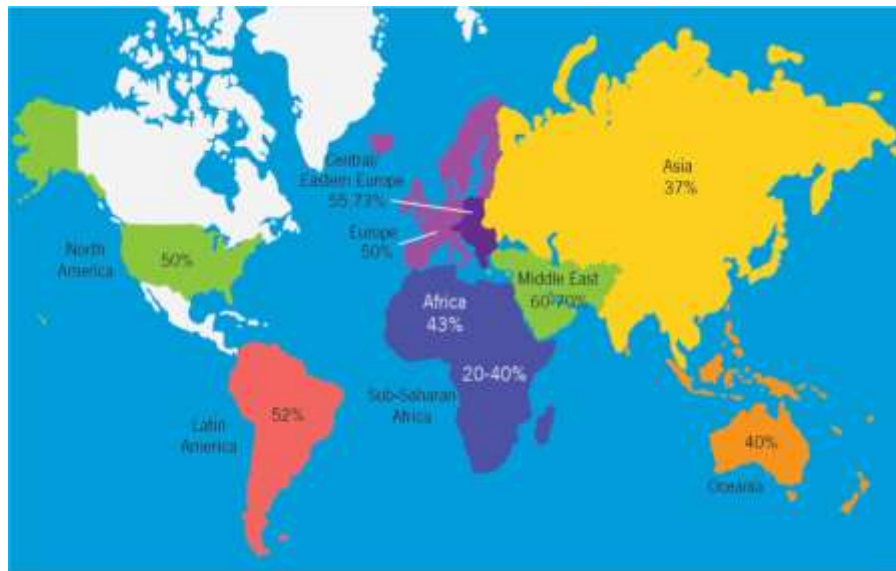 Central/
Eastern Europe
55.73%
Europe
50%
Asia
37%
North
America
50%
Middle East
60-70%
Africa
43%
20-40%
Sub-Saharan
Africa
Latin
America
52%
40%
Oceania